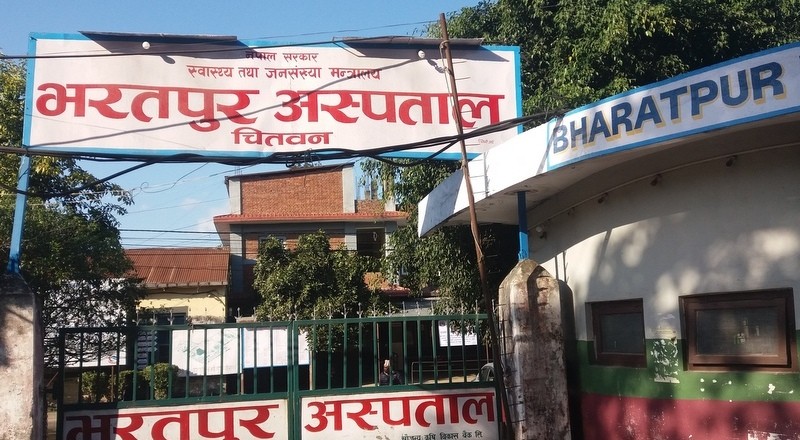 नेपाल सरकार
स्वास्थ्य तथा जनसंख्या मन्त्रालय
भरतपुर अस्पताल
चितवन
BHARATPUR
भरतपुर अस्पताल
कृषि विकास बैंक लि.